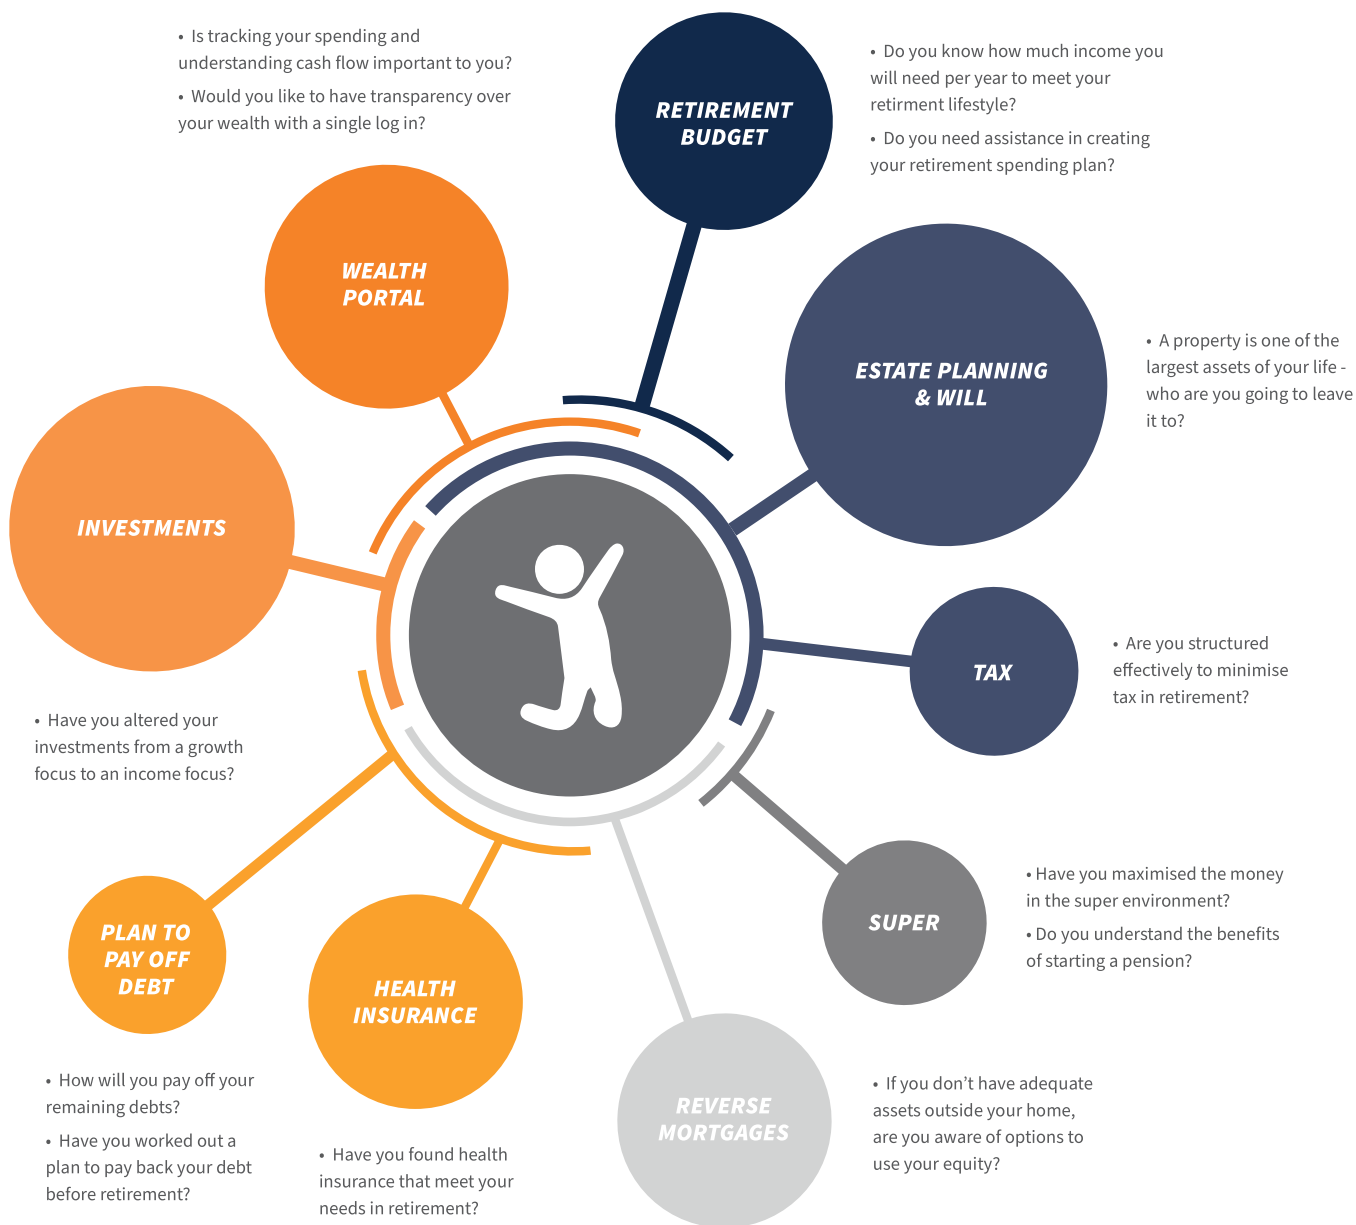 • Is tracking your spending and
understanding cash flow important to you?
• Would you like to have transparency over
your wealth with a single log in?
WEALTH
PORTAL
RETIREMENT
BUDGET
• Do you know how much income you
will need per year to meet your
retirment lifestyle?
• Do you need assistance in creating
your retirement spending plan?
ESTATE PLANNING
& WILL
• A property is one of the
largest assets of your life -
who are you going to leave
it to?
INVESTMENTS
• Have you altered your
investments from a growth
focus to an income focus?
TAX
• Are you structured
effectively to minimise
tax in retirement?
SUPER
• Have you maximised the money
in the super environment?
• Do you understand the benefits
of starting a pension?
PLAN TO
PAY OFF
DEBT
• How will you pay off your
remaining debts?
• Have you worked out a
plan to pay back your debt
before retirement?
HEALTH
INSURANCE
• Have you found health
insurance that meet your
needs in retirement?
REVERSE
MORTGAGES
• If you don’t have adequate
assets outside your home,
are you aware of options to
use your equity?